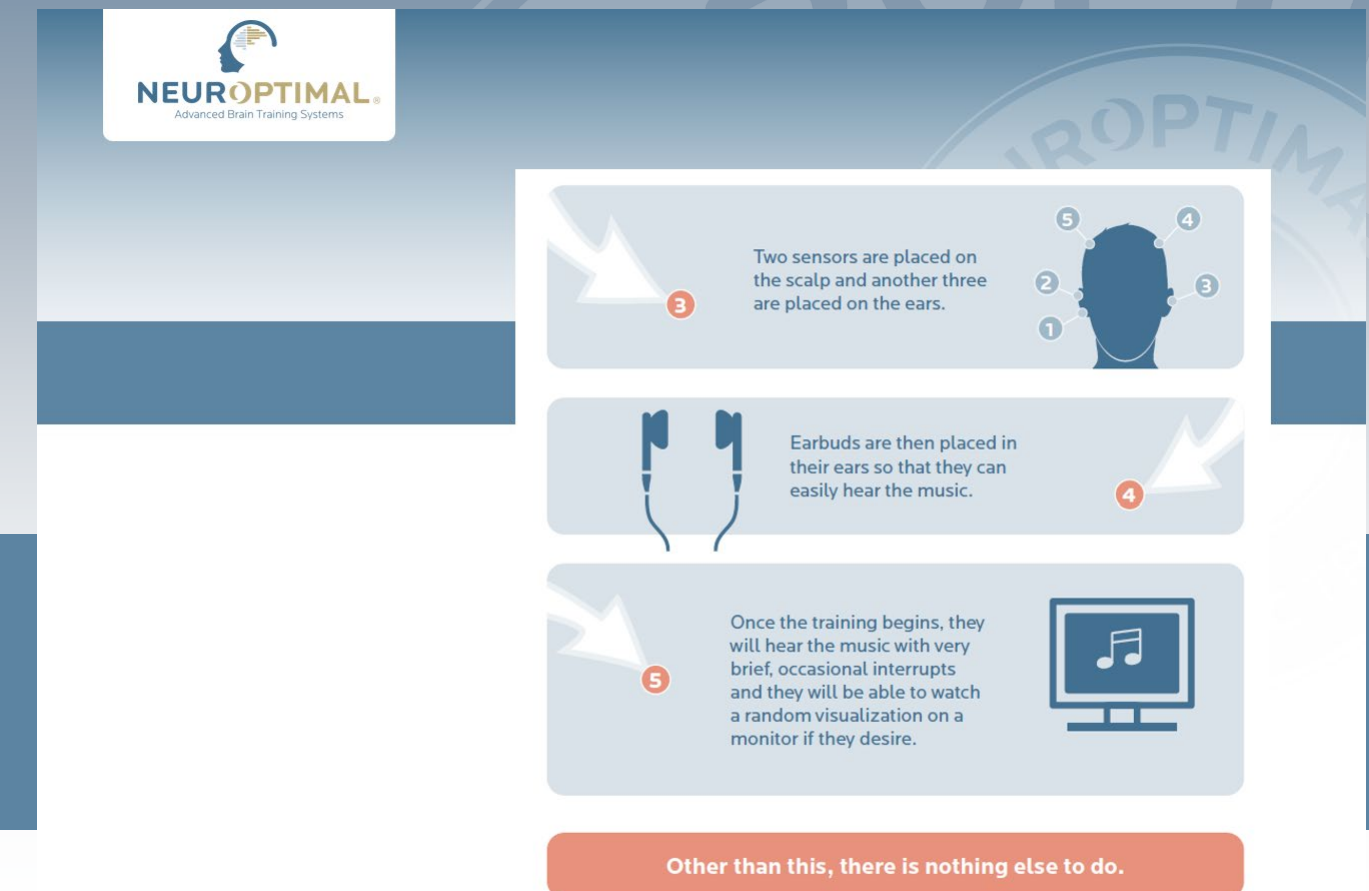 NEUROPTIMAL®
Advanced Brain Training Systems
ROPTIMA
3
Two sensors are placed on
the scalp and another three
are placed on the ears.
5
4
2
3
1
Earbuds are then placed in
their ears so that they can
easily hear the music.
4
5
Once the training begins, they
will hear the music with very
brief, occasional interrupts
and they will be able to watch
a random visualization on a
monitor if they desire.
Other than this, there is nothing else to do.